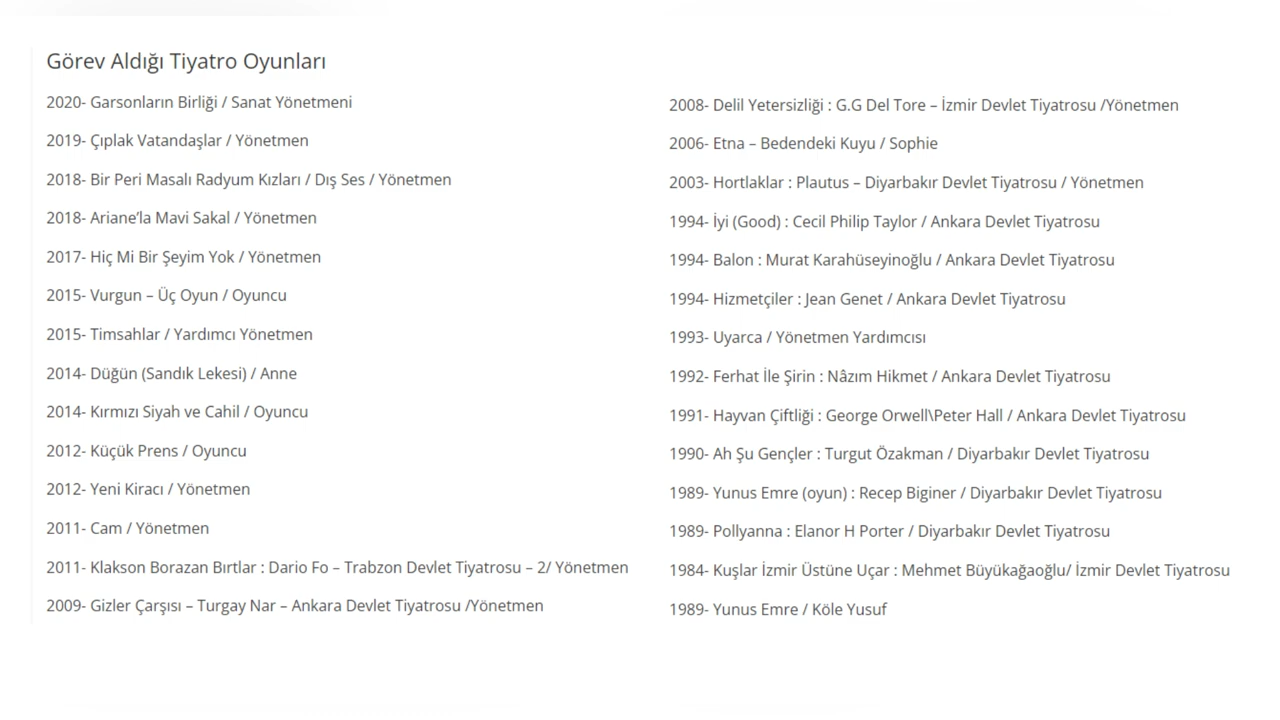 Görev Aldığı Tiyatro Oyunları
2020- Garsonların Birliği / Sanat Yönetmeni
2019- Çıplak Vatandaşlar / Yönetmen
2018- Bir Peri Masalı Radyum Kızları / Dış Ses / Yönetmen
2018- Ariane’la Mavi Sakal / Yönetmen
2017- Hiç Mi Bir Şeyim Yok / Yönetmen
2015- Vurgun – Üç Oyun / Oyuncu
2015- Timsahlar / Yardımcı Yönetmen
2014- Düğün (Sandık Lekesi) / Anne
2014- Kırmızı Siyah ve Cahil / Oyuncu
2012- Küçük Prens / Oyuncu
2012- Yeni Kiracı / Yönetmen
2011- Cam / Yönetmen
2011- Klakson Borazan Bırtlar : Dario Fo – Trabzon Devlet Tiyatrosu – 2/ Yönetmen
2009- Gizler Çarşısı – Turgay Nar – Ankara Devlet Tiyatrosu /Yönetmen
2008- Delil Yetersizliği : G.G Del Tore – İzmir Devlet Tiyatrosu /Yönetmen
2006- Etna – Bedendeki Kuyu / Sophie
2003- Hortlaklar : Plautus – Diyarbakır Devlet Tiyatrosu / Yönetmen
1994- İyi (Good) : Cecil Philip Taylor / Ankara Devlet Tiyatrosu
1994- Balon : Murat Karahüseyinoğlu / Ankara Devlet Tiyatrosu
1994- Hizmetçiler : Jean Genet / Ankara Devlet Tiyatrosu
1993- Uyarca / Yönetmen Yardımcısı
1992- Ferhat İle Şirin : Nâzım Hikmet / Ankara Devlet Tiyatrosu
1991- Hayvan Çiftliği : George Orwell\Peter Hall / Ankara Devlet Tiyatrosu
1990- Ah Şu Gençler : Turgut Özakman / Diyarbakır Devlet Tiyatrosu
1989- Yunus Emre (oyun) : Recep Biginer / Diyarbakır Devlet Tiyatrosu
1989- Pollyanna : Elanor H Porter / Diyarbakır Devlet Tiyatrosu
1984- Kuşlar İzmir Üstüne Uçar : Mehmet Büyükağaoğlu/ İzmir Devlet Tiyatrosu
1989- Yunus Emre / Köle Yusuf